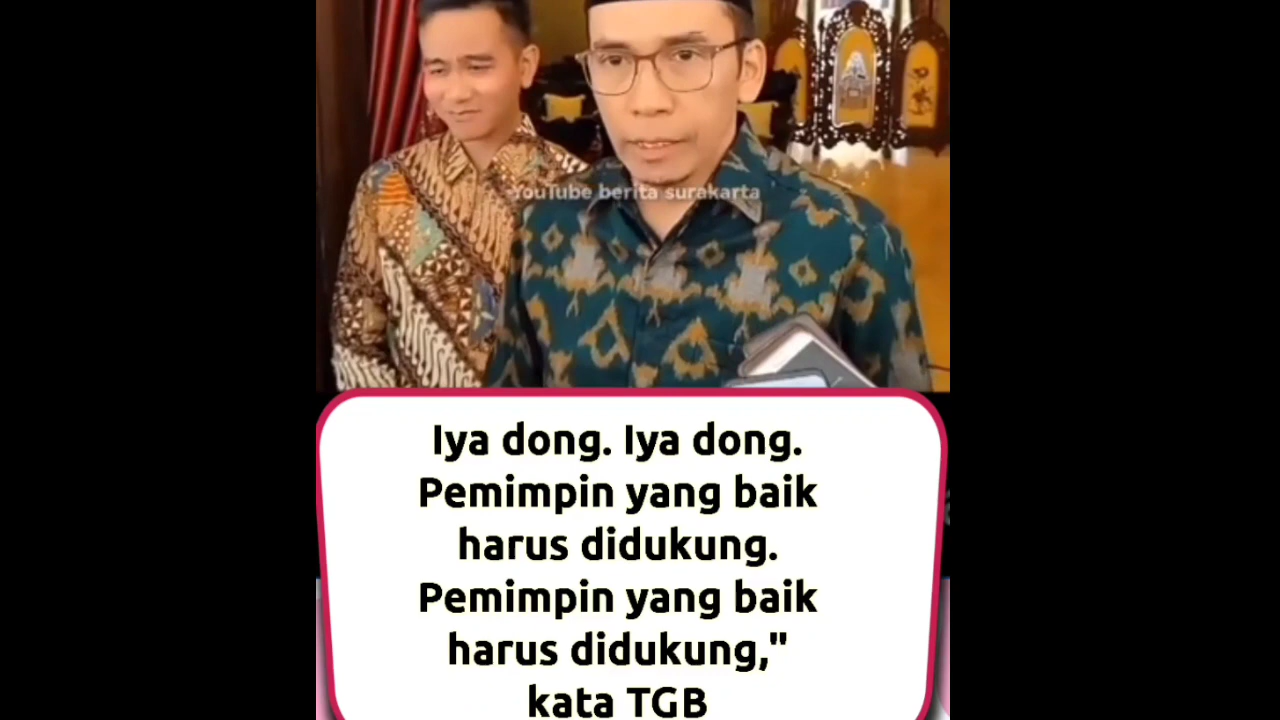 YouTube berita surakarta
Iya dong. Iya dong.
Pemimpin yang baik
harus didukung.
Pemimpin yang baik
harus didukung,"
kata TGB